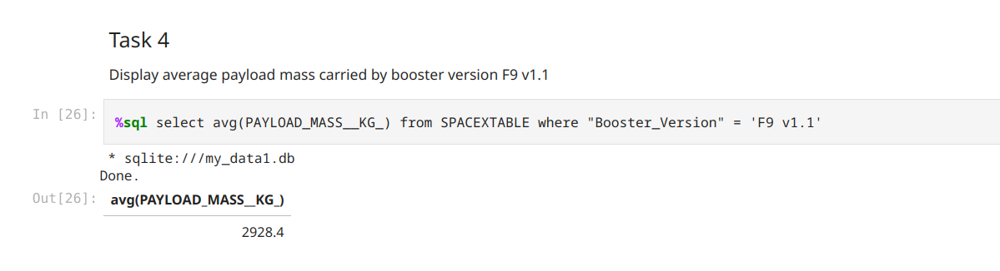 Task 4
Display average payload mass carried by booster version F9 v1.1
In [26]: %sql select avg(PAYLOAD_MASS__KG_) from SPACEXTABLE where "Booster_Version" = 'F9 v1.1'
* sqlite:///my_data1.db
Done.
Out[26]: avg(PAYLOAD_MASS__KG_)
2928.4